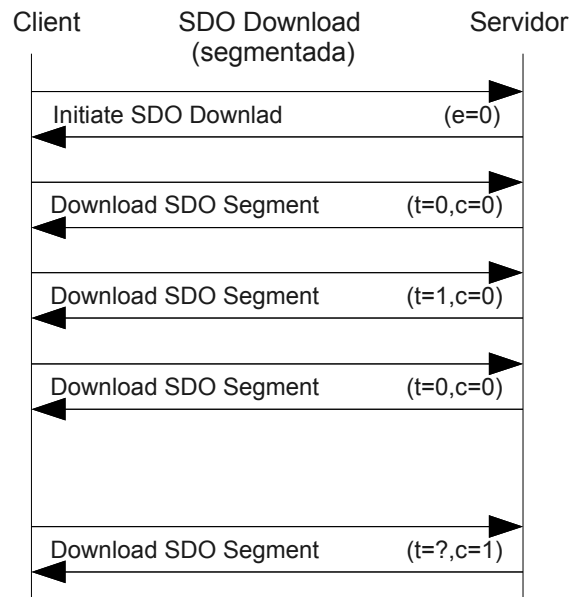 Client SDO Download Servidor
(segmentada)
Initiate SDO Downlad (e=0)
Download SDO Segment (t=0,c=0)
Download SDO Segment (t=1,c=0)
Download SDO Segment (t=0,c=0)
Download SDO Segment (t=?,c=1)